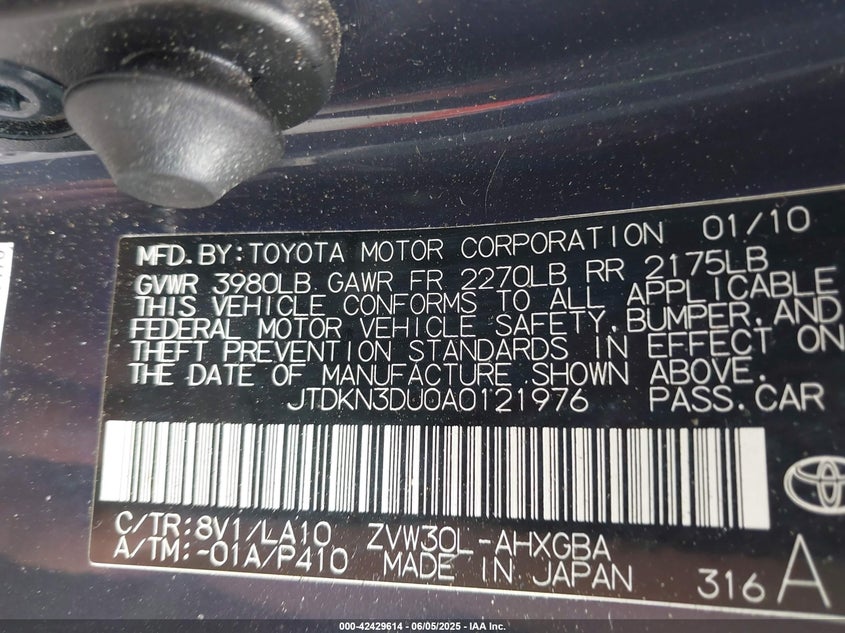 MFD. BY: TOYOTA MOTOR CORPORATION 01/10
GVWR 3980LB GAWR FR 2270LB RR 2175LB
THIS VEHICLE CONFORMS TO ALL APPLICABLE
FEDERAL MOTOR VEHICLE SAFETY, BUMPER, AND
THEFT PREVENTION STANDARDS IN EFFECT ON
THE DATE OF MANUFACTURE SHOWN ABOVE.
JTDKN3DU0A0121976 PASS. CAR
C/TR: 8V1/LA10 ZVW30L-AHXGBA
A/TM: -01A/P410 MADE IN JAPAN 316 A
000-42429614 - 06/05/2025 - IAA Inc.